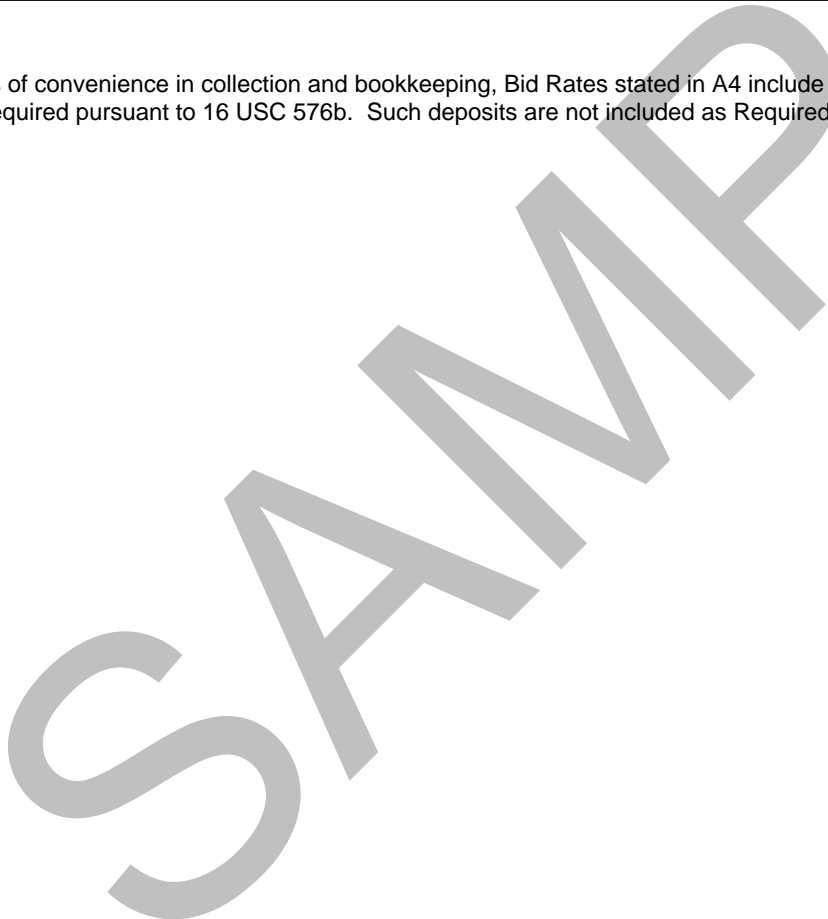 of convenience in collection and bookkeeping, Bid Rates stated in A4 include
required pursuant to 16 USC 576b.  Such deposits are not included as Required
SAMP